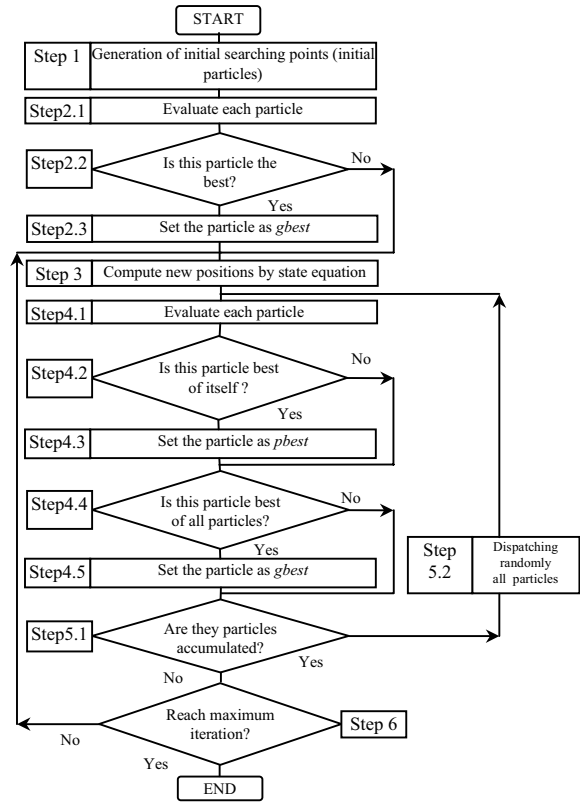 START
Step 1
Generation of initial searching points (initial
particles)
Step2.1
Evaluate each particle
Step2.2
Is this particle the
best?
No
Yes
Step2.3
Set the particle as gbest
Step 3
Compute new positions by state equation
Step4.1
Evaluate each particle
Step4.2
Is this particle best
of itself ?
No
Yes
Step4.3
Set the particle as pbest
Step4.4
Is this particle best
of all particles?
No
Yes
Step4.5
Set the particle as gbest
Step
5.2
Dispatching
randomly
all particles
Step5.1
Are they particles
accumulated?
Yes
No
Reach maximum
iteration?
Step 6
No
Yes
END